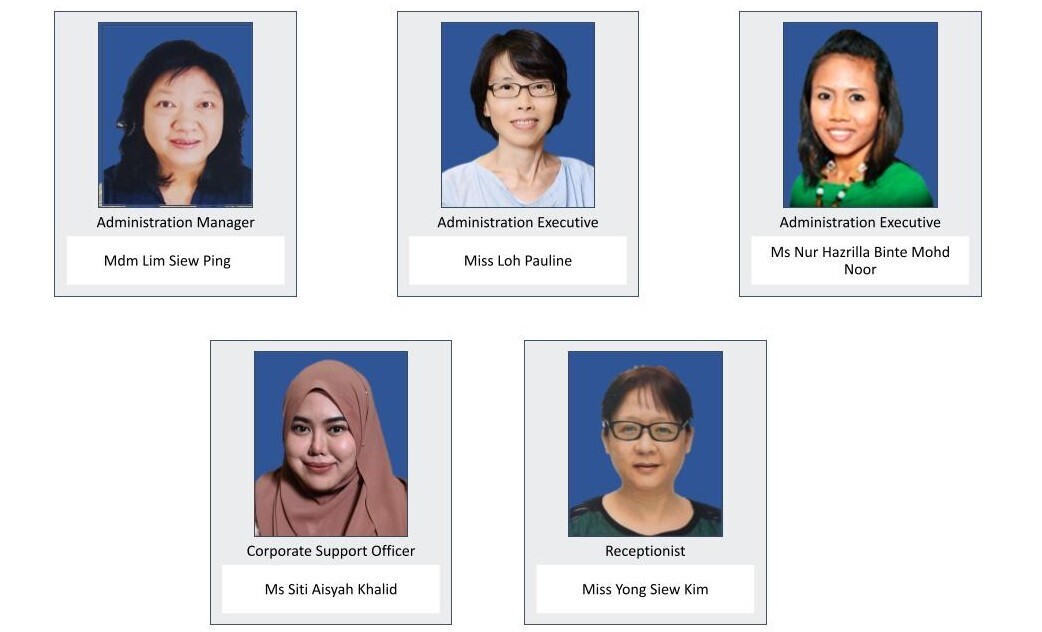 Administration Manager
Mdm Lim Siew Ping
Administration Executive
Miss Loh Pauline
Administration Executive
Ms Nur Hazrilla Binte Mohd
Noor
Corporate Support Officer
Ms Siti Aisyah Khalid
Receptionist
Miss Yong Siew Kim